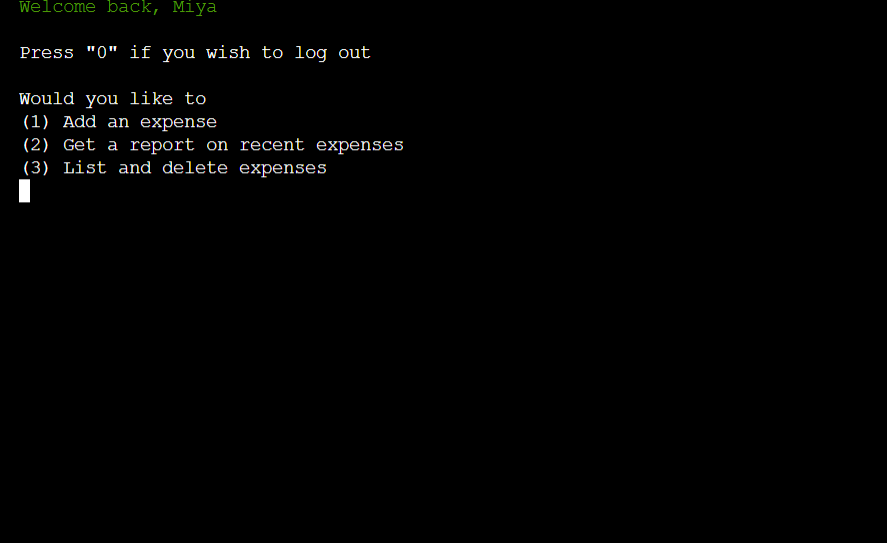 Welcome back, Miya
Press "0" if you wish to log out
Would you like to
(1) Add an expense
(2) Get a report on recent expenses
(3) List and delete expenses